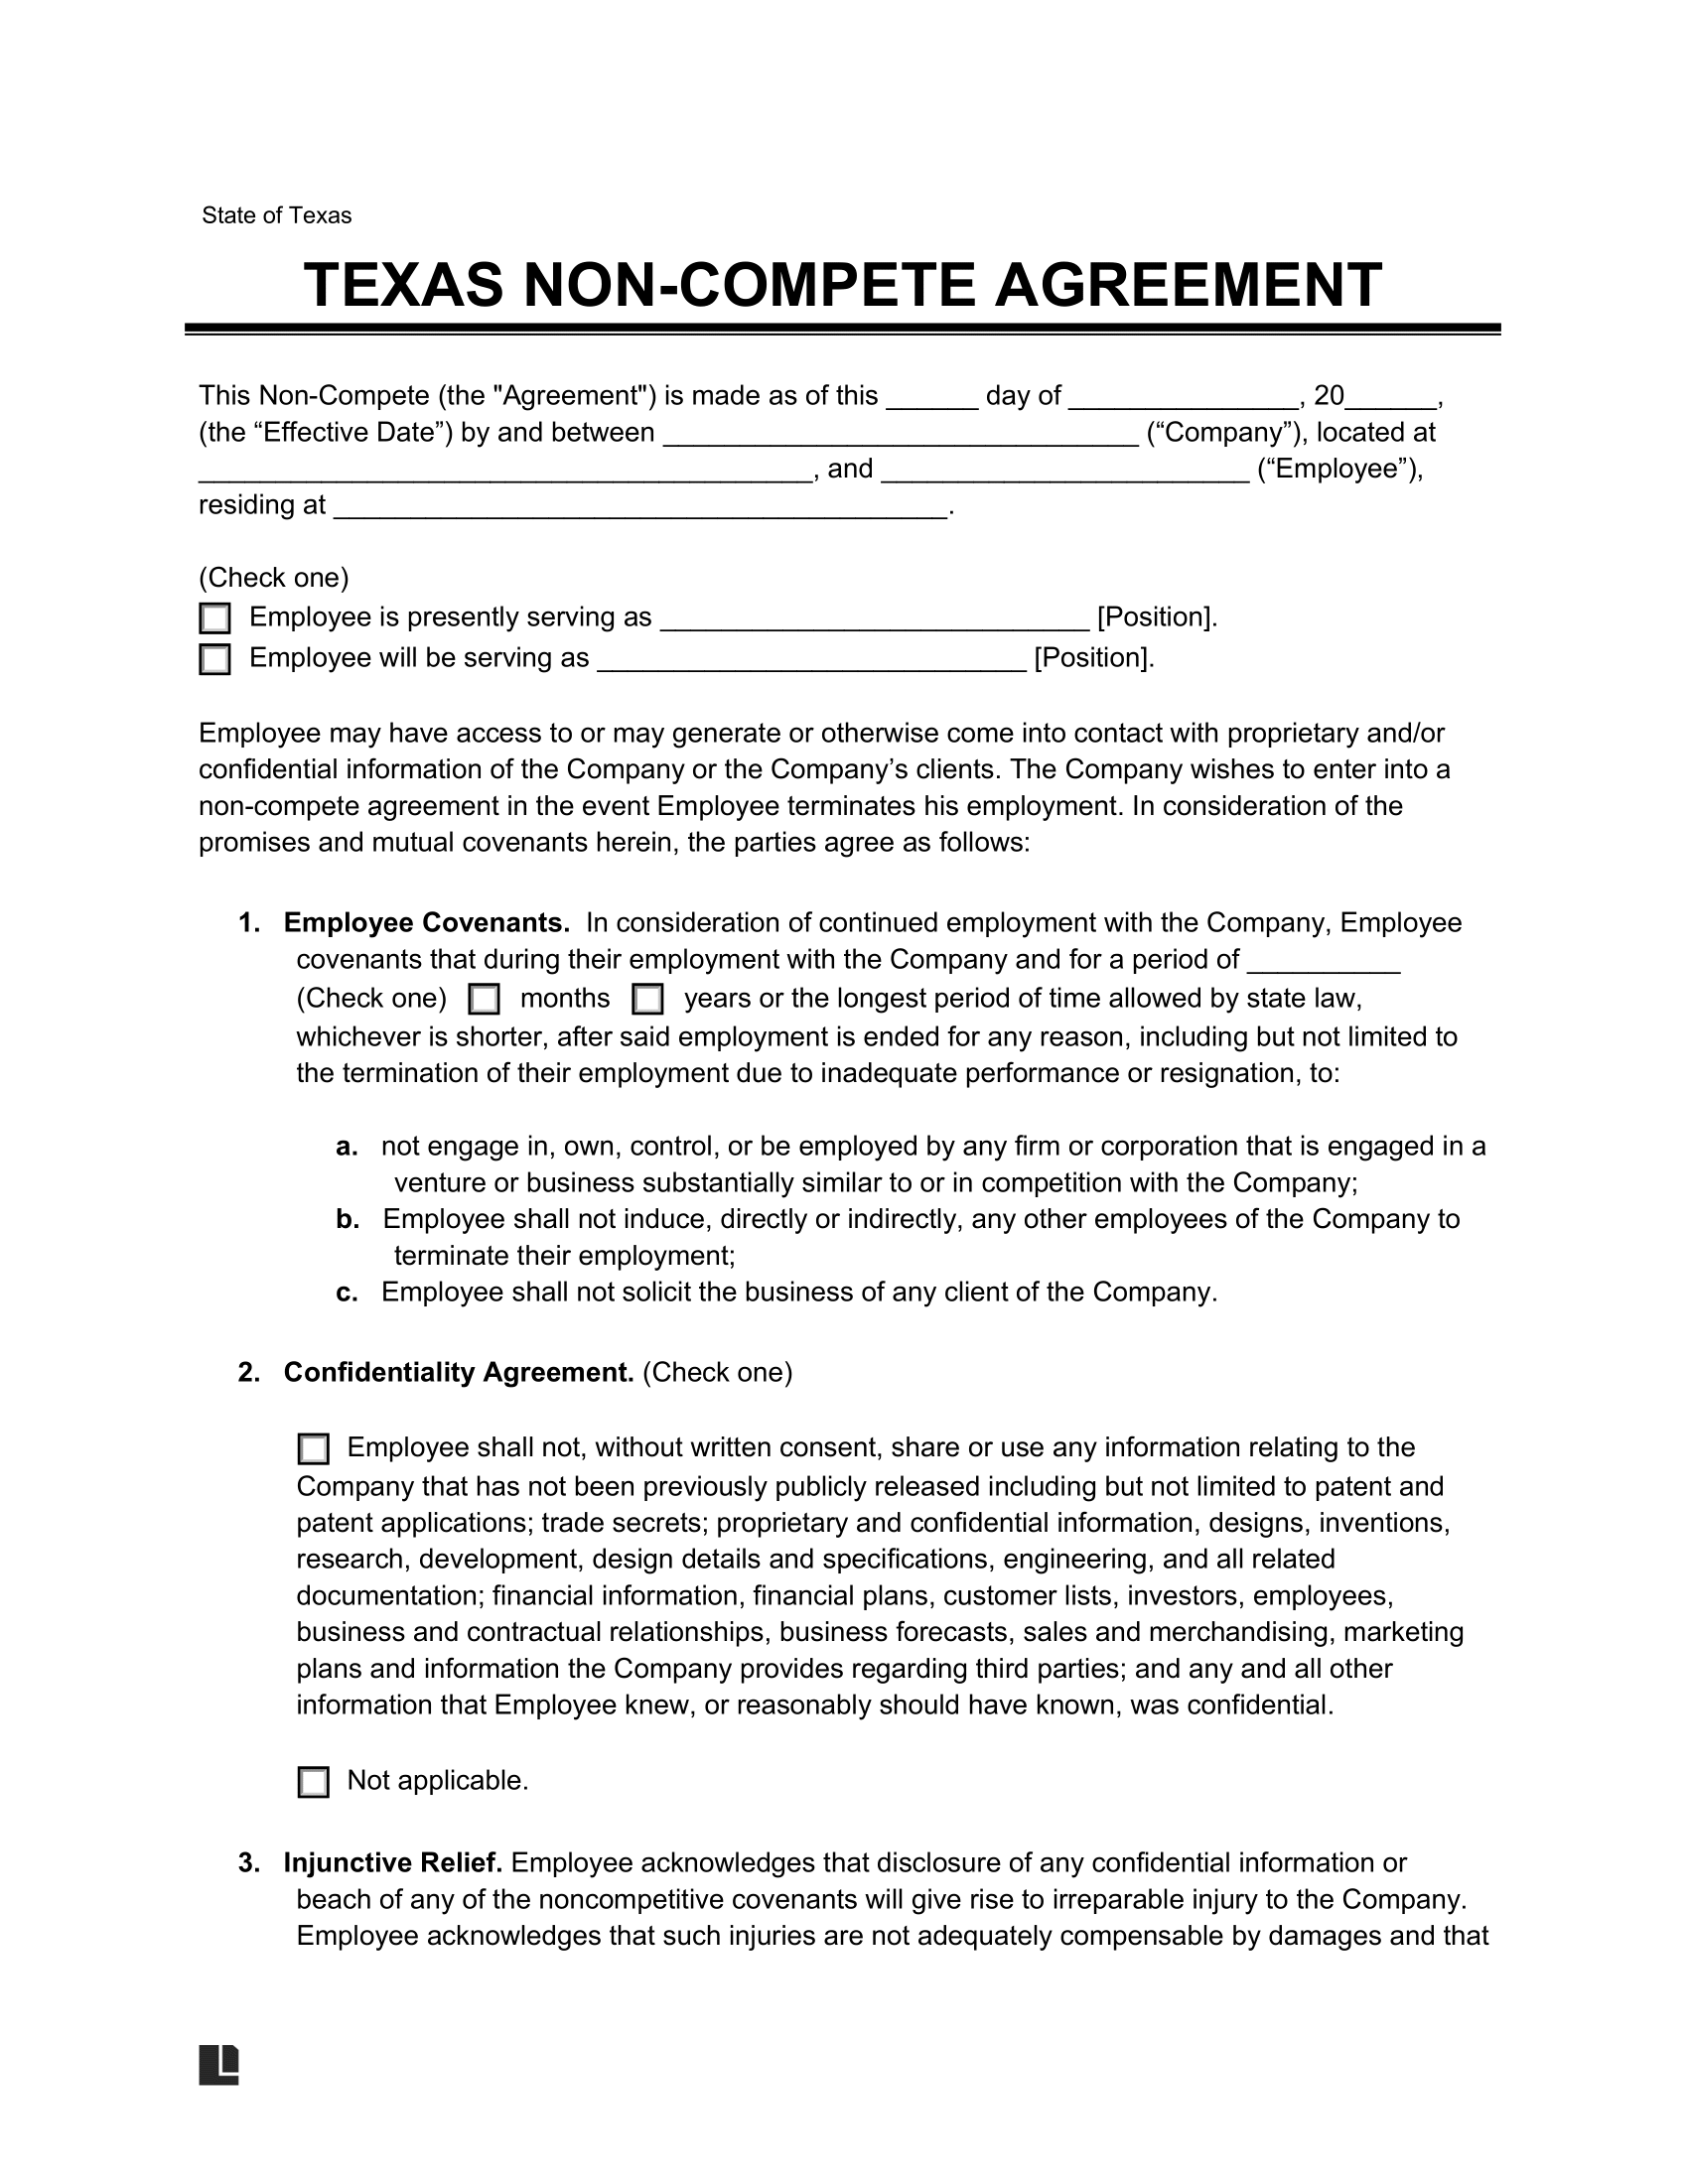 State of Texas
TEXAS NON-COMPETE AGREEMENT
This Non-Compete (the "Agreement") is made as of this ______ day of _______________, 20______,
(the “Effective Date”) by and between _______________________________ (“Company”), located at
________________________________________, and ________________________ (“Employee”),
residing at ________________________________________.
(Check one)
Employee is presently serving as ____________________________ [Position].
Employee will be serving as ____________________________ [Position].
Employee may have access to or may generate or otherwise come into contact with proprietary and/or
confidential information of the Company or the Company’s clients. The Company wishes to enter into a
non-compete agreement in the event Employee terminates his employment. In consideration of the
promises and mutual covenants herein, the parties agree as follows:
1. Employee Covenants. In consideration of continued employment with the Company, Employee
covenants that during their employment with the Company and for a period of __________
(Check one) months years or the longest period of time allowed by state law,
whichever is shorter, after said employment is ended for any reason, including but not limited to
the termination of their employment due to inadequate performance or resignation, to:
a. not engage in, own, control, or be employed by any firm or corporation that is engaged in a
venture or business substantially similar to or in competition with the Company;
b. Employee shall not induce, directly or indirectly, any other employees of the Company to
terminate their employment;
c. Employee shall not solicit the business of any client of the Company.
2. Confidentiality Agreement. (Check one)
Employee shall not, without written consent, share or use any information relating to the
Company that has not been previously publicly released including but not limited to patent and
patent applications; trade secrets; proprietary and confidential information, designs, inventions,
research, development, design details and specifications, engineering, and all related
documentation; financial information, financial plans, customer lists, investors, employees,
business and contractual relationships, business forecasts, sales and merchandising, marketing
plans and information the Company provides regarding third parties; and any and all other
information that Employee knew, or reasonably should have known, was confidential.
Not applicable.
3. Injunctive Relief. Employee acknowledges that disclosure of any confidential information or
beach of any of the noncompetitive covenants will give rise to irreparable injury to the Company.
Employee acknowledges that such injuries are not adequately compensable by damages and that